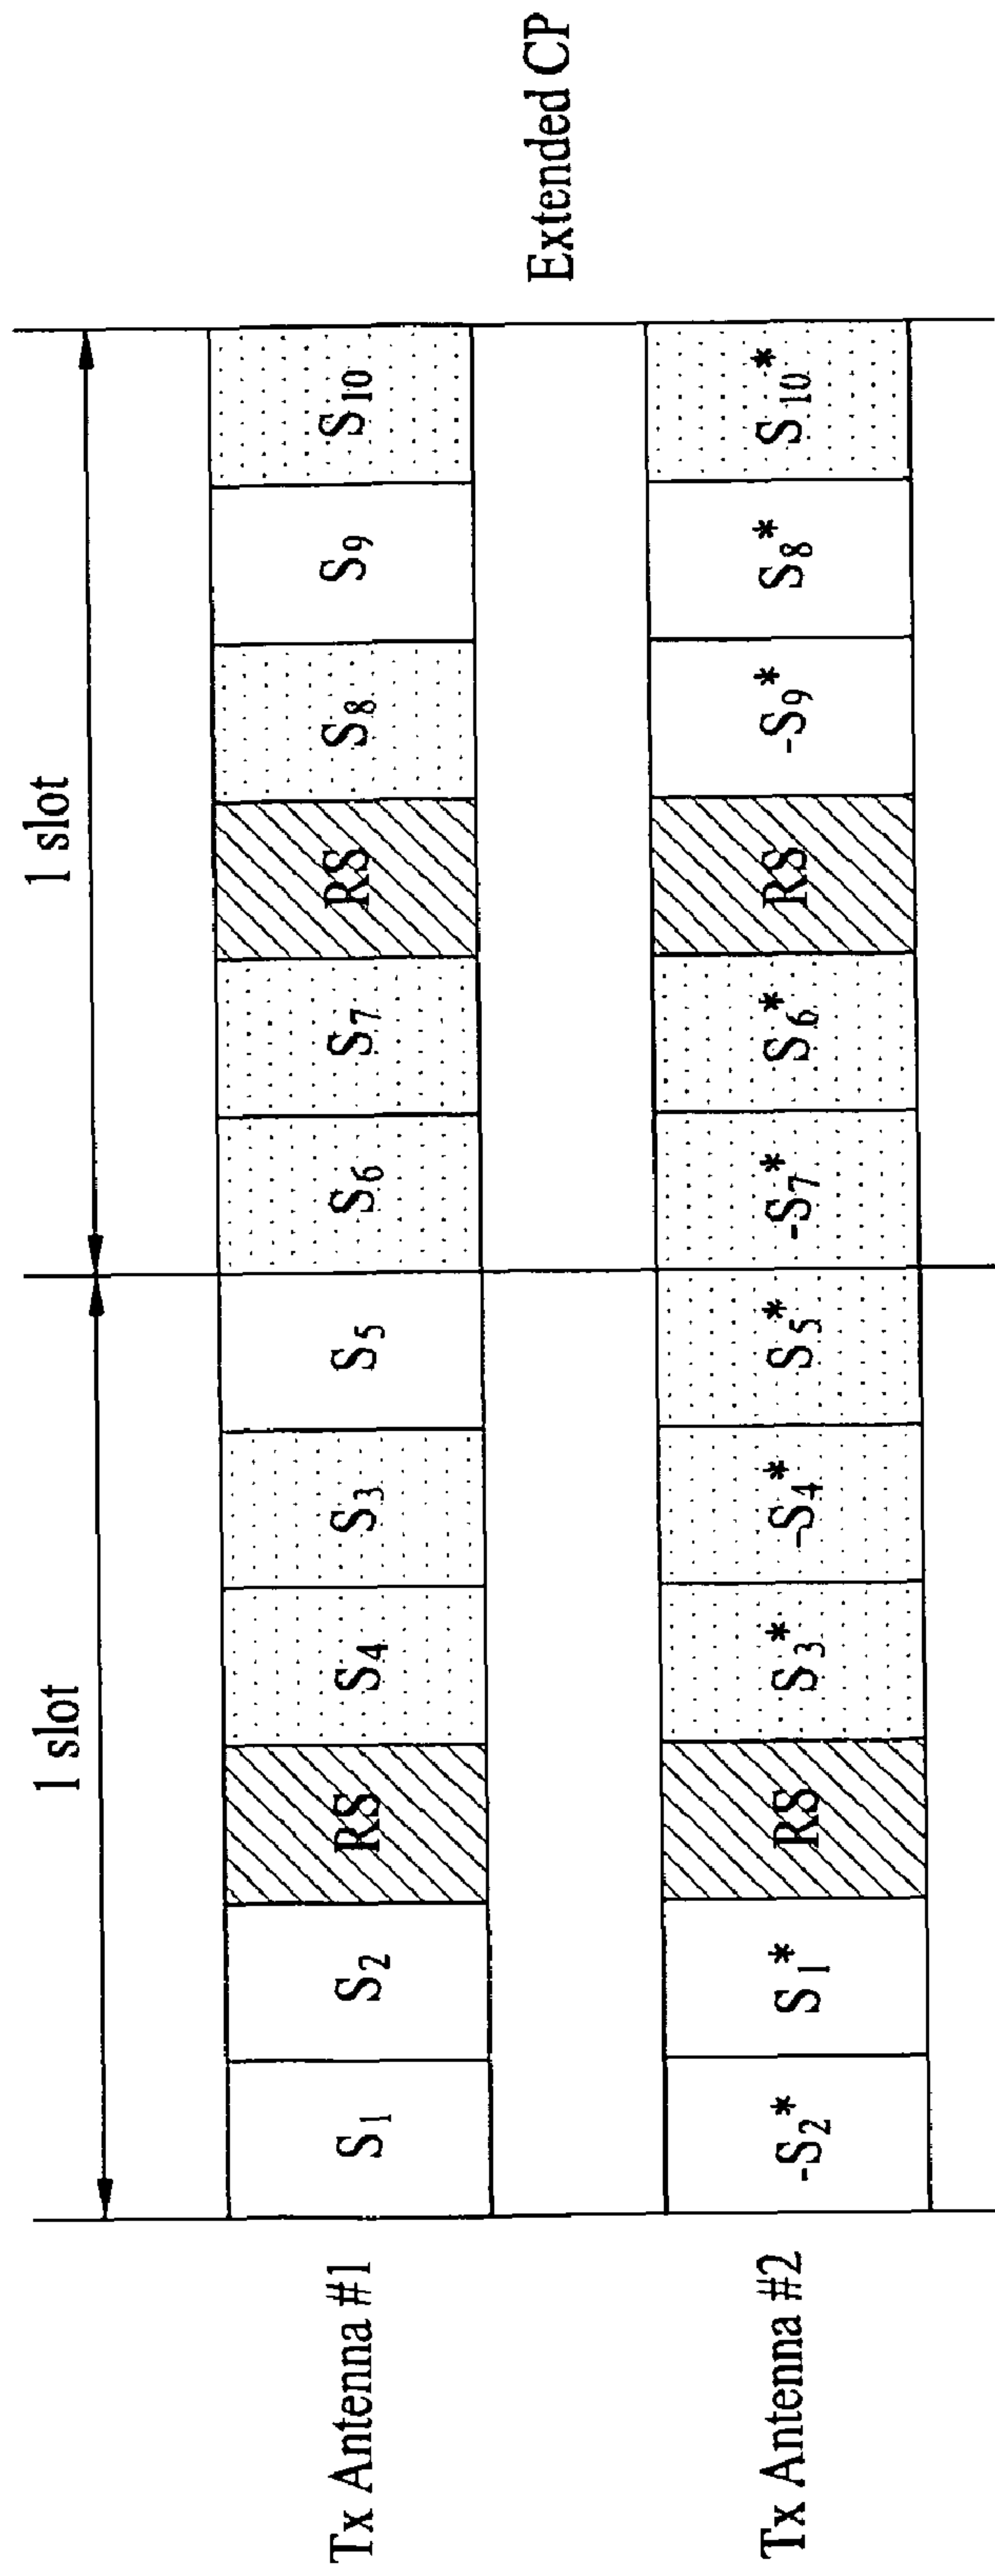 1 slot 1 slot
Tx Antenna #1 S1 S2 RS S4 S3 S5 S6 S7 RS S8 S9 S10
Extended CP
Tx Antenna #2 -S2* S1* RS S3* -S4* S5* -S7* S6* RS -S9* S8* S10*